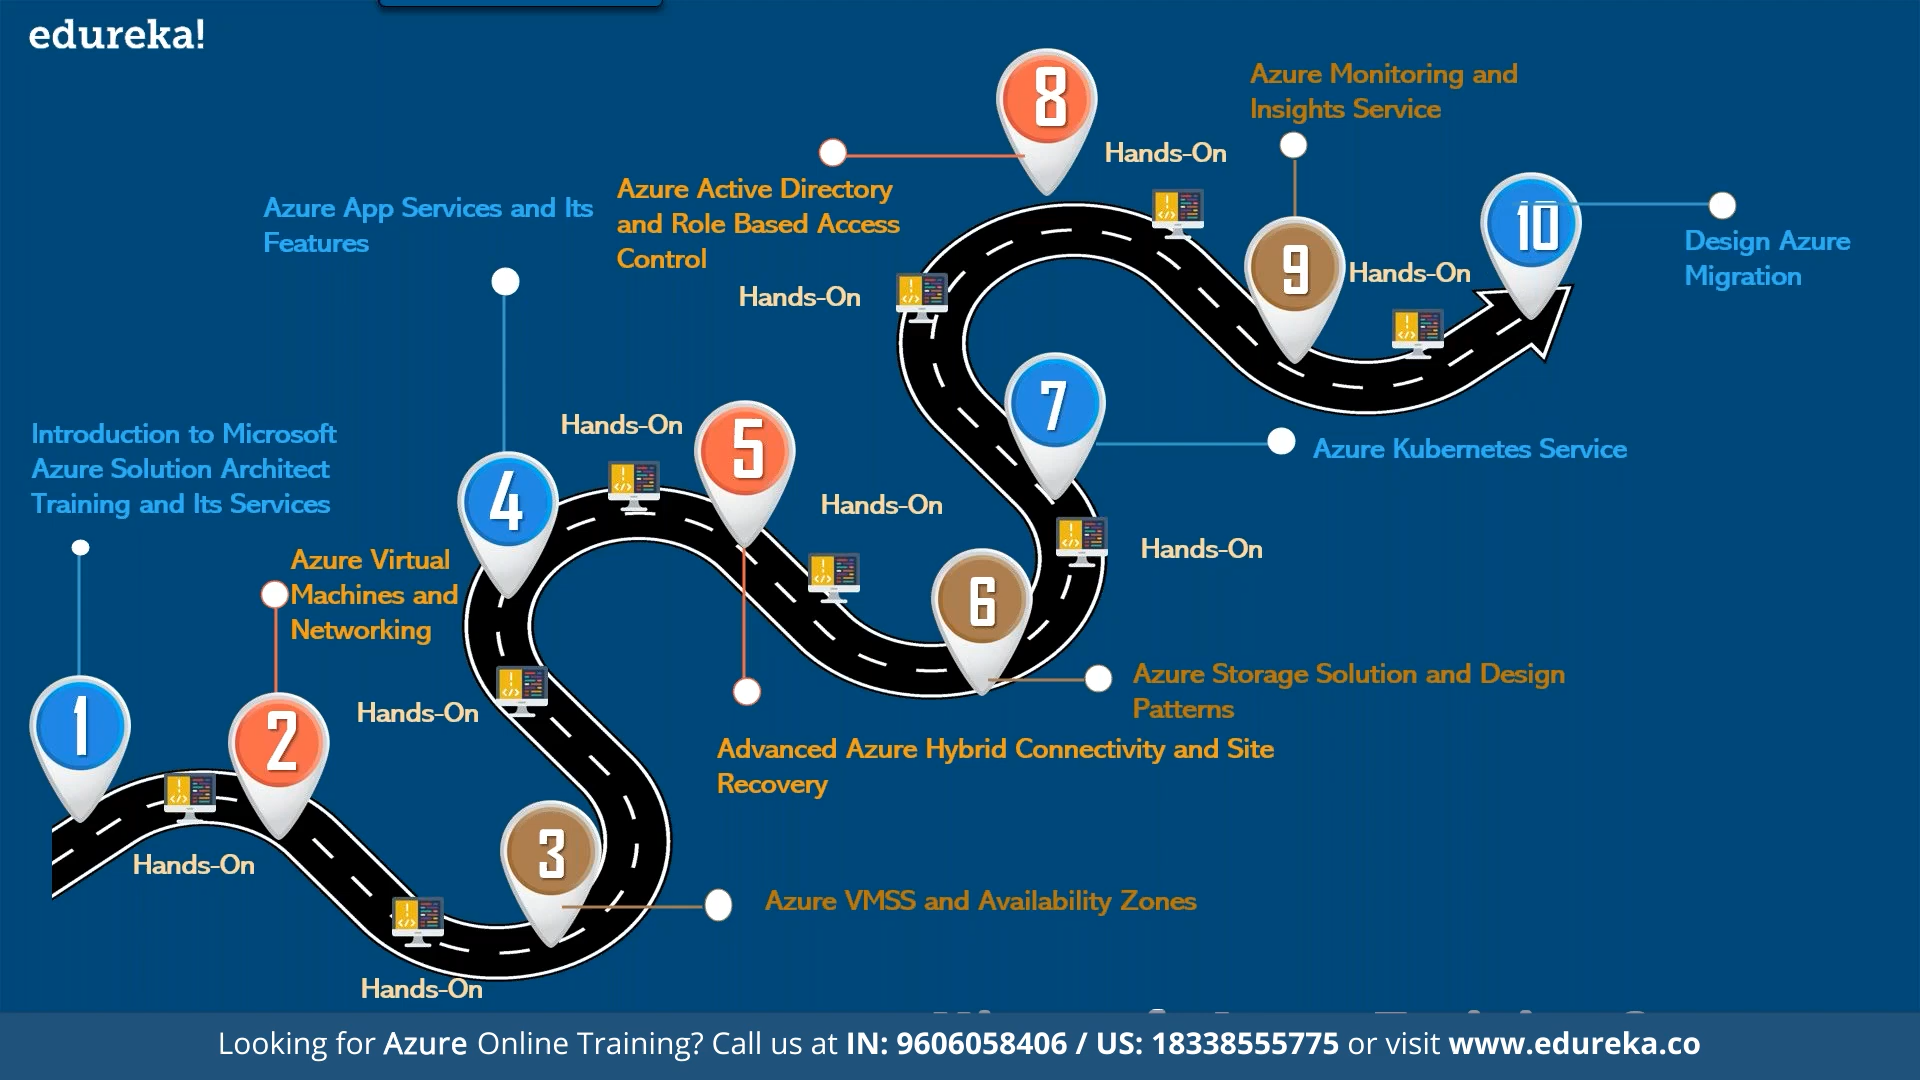 edureka!
8
Azure Monitoring and
Insights Service
Hands-On
Azure Active Directory
and Role Based Access
Control
Azure App Services and Its
Features
10
Design Azure
Migration
9
Hands-On
Hands-On
7
Azure Kubernetes Service
Introduction to Microsoft
Azure Solution Architect
Training and Its Services
Hands-On
5
4
Hands-On
Hands-On
Azure Virtual
Machines and
Networking
6
Azure Storage Solution and Design
Patterns
1
2
Hands-On
Advanced Azure Hybrid Connectivity and Site
Recovery
Hands-On
3
Azure VMSS and Availability Zones
Hands-On
Looking for Azure Online Training? Call us at IN: 9606058406 / US: 18338555775 or visit www.edureka.co